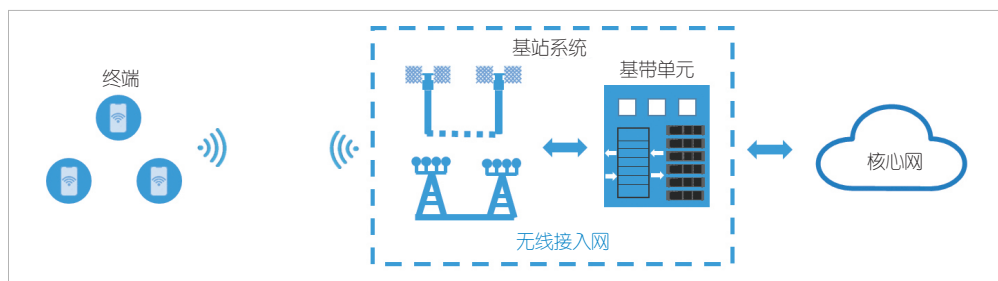 基站系统
终端
基带单元
核心网
无线接入网